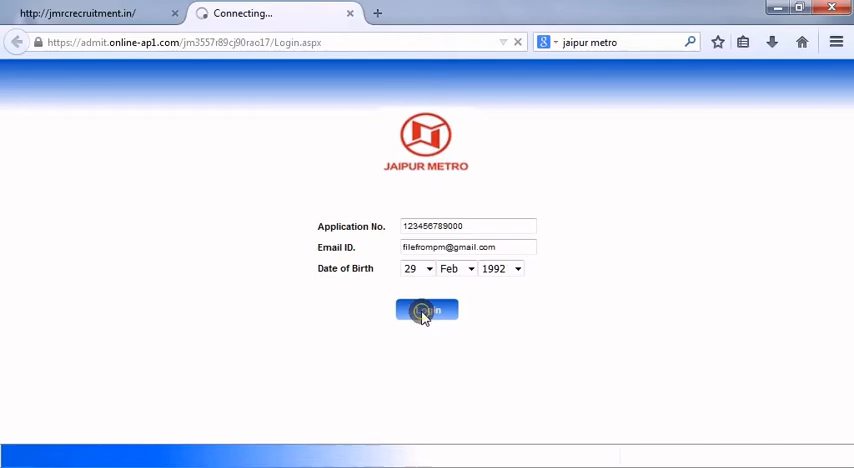 http://jmrcrecruitment.in/
Connecting...
https://admit.online-ap1.com/jm3557r89cj90rao17/Login.aspx
jaipur metro
JAIPUR METRO
Application No. 123456789000
Email ID. filefrompm@gmail.com
Date of Birth 29 Feb 1992
Login